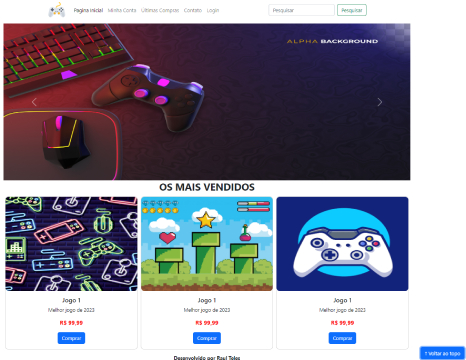 Pagina Inicial Minha Conta Últimas Compras Contato Login Pesquisar Pesquisar
ALPHA BACKGROUND
OS MAIS VENDIDOS
Jogo 1 Jogo 1 Jogo 1
Melhor jogo de 2023 Melhor jogo de 2023 Melhor jogo de 2023
R$ 99,99 R$ 99,99 R$ 99,99
Comprar Comprar Comprar
Desenvolvido por Raul Teles
↑ Voltar ao topo